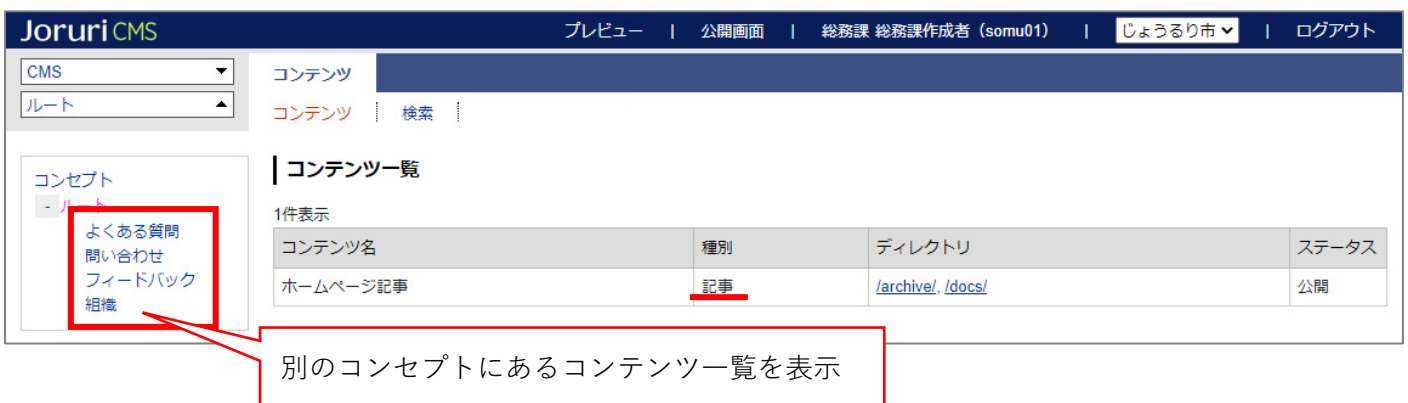 Joruri CMS プレビュー | 公開画面 | 総務課 総務課作成者 (somu01) | じょうるり市 | ログアウト
CMS
ルート
コンテンツ
コンテンツ 検索
コンセプト
- ルート
よくある質問
問い合わせ
フィードバック
組織
コンテンツ一覧
1件表示
コンテンツ名 種別 ディレクトリ ステータス
ホームページ記事 記事 /archive/, /docs/ 公開
別のコンセプトにあるコンテンツ一覧を表示